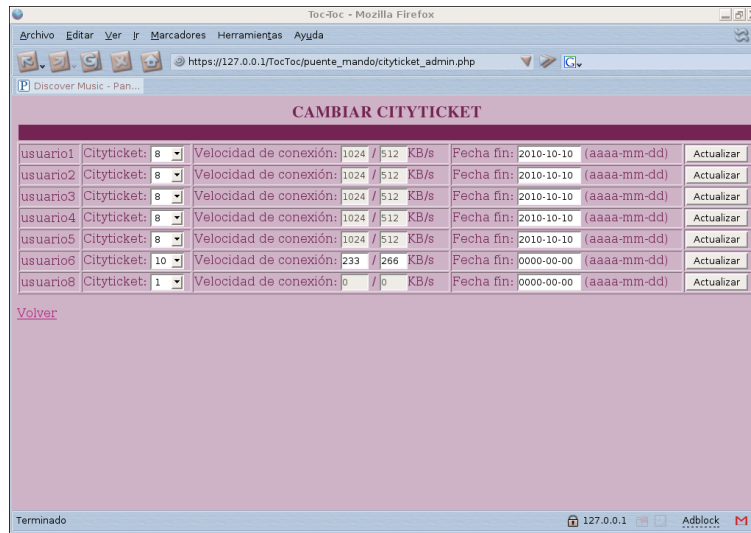 Toc-Toc - Mozilla Firefox
Archivo Editar Ver Ir Marcadores Herramientas Ayuda
https://127.0.0.1/TocToc/puente_mando/cityticket_admin.php
Discover Music - Pan...
CAMBIAR CITYTICKET
usuario1 Cityticket: 8 Velocidad de conexión: 1024 / 512 KB/s Fecha fin: 2010-10-10 (aaaa-mm-dd) Actualizar
usuario2 Cityticket: 8 Velocidad de conexión: 1024 / 512 KB/s Fecha fin: 2010-10-10 (aaaa-mm-dd) Actualizar
usuario3 Cityticket: 8 Velocidad de conexión: 1024 / 512 KB/s Fecha fin: 2010-10-10 (aaaa-mm-dd) Actualizar
usuario4 Cityticket: 8 Velocidad de conexión: 1024 / 512 KB/s Fecha fin: 2010-10-10 (aaaa-mm-dd) Actualizar
usuario5 Cityticket: 8 Velocidad de conexión: 1024 / 512 KB/s Fecha fin: 2010-10-10 (aaaa-mm-dd) Actualizar
usuario6 Cityticket: 10 Velocidad de conexión: 233 / 266 KB/s Fecha fin: 0000-00-00 (aaaa-mm-dd) Actualizar
usuario8 Cityticket: 1 Velocidad de conexión: 0 / 0 KB/s Fecha fin: 0000-00-00 (aaaa-mm-dd) Actualizar
Volver
Terminado 127.0.0.1 Adblock